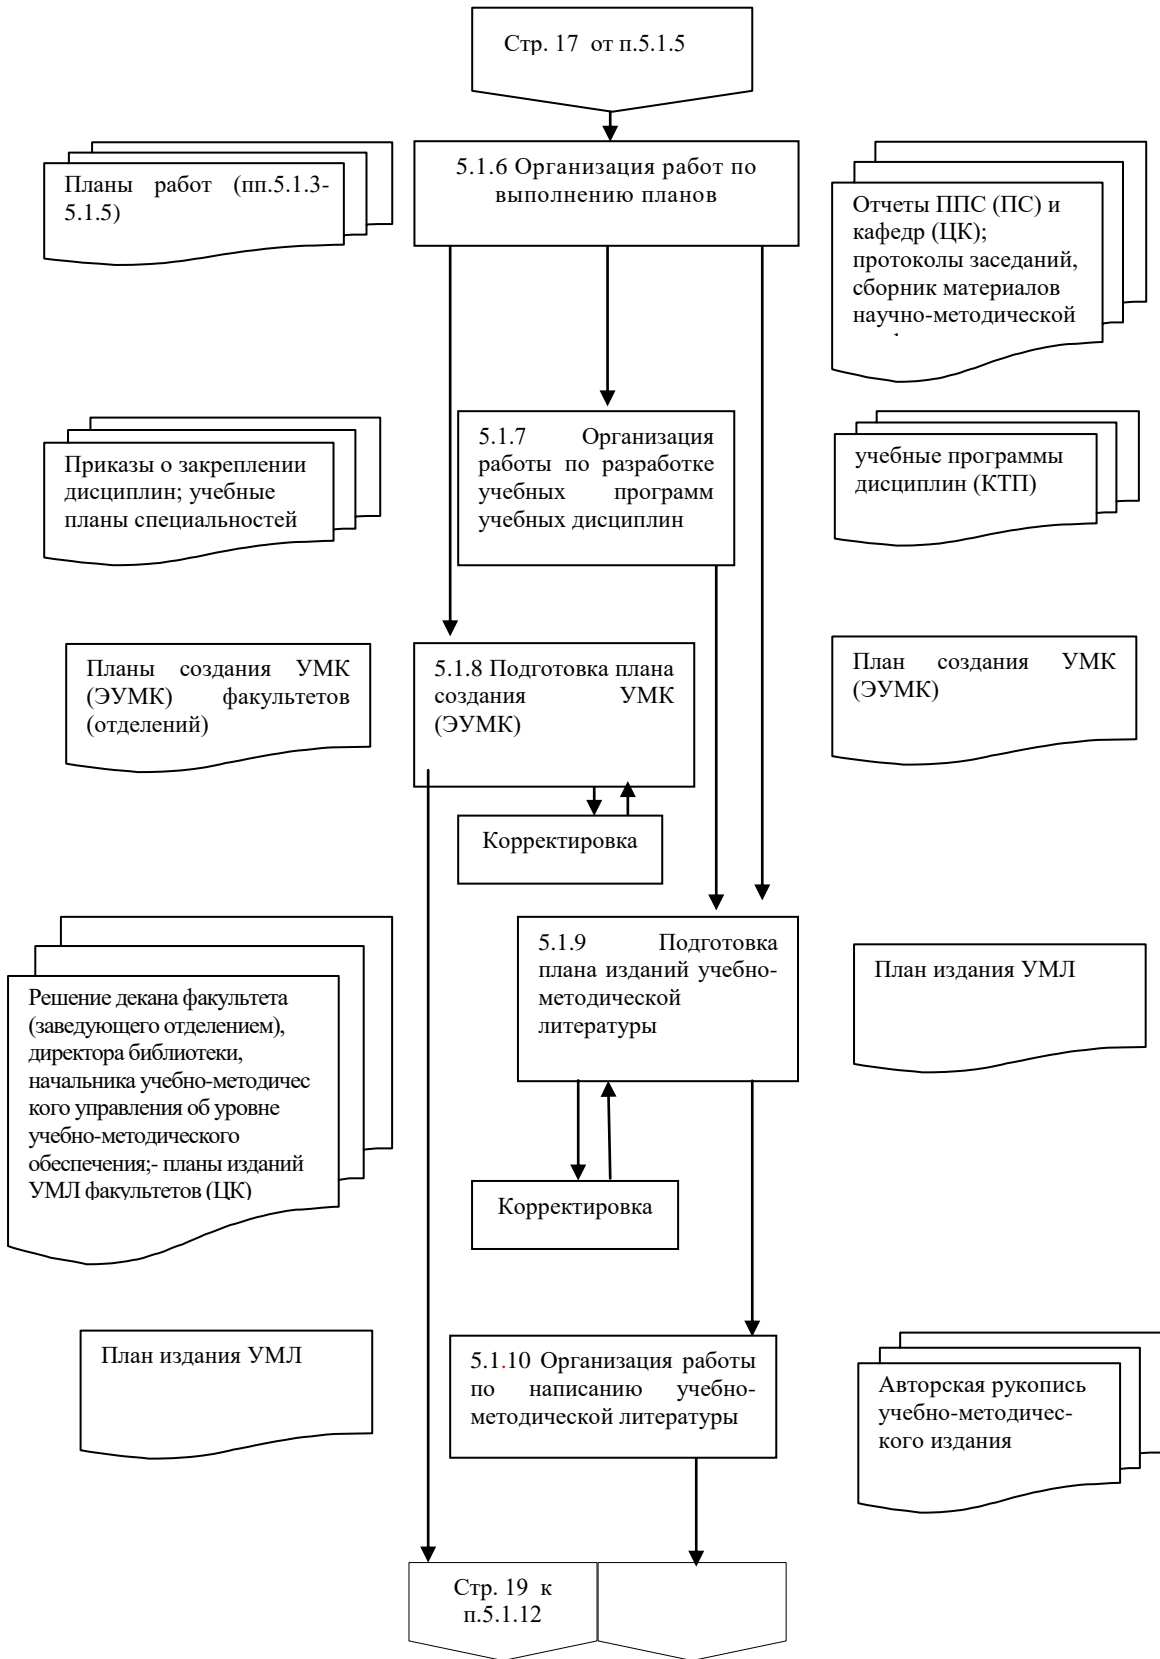 Стр. 17 от п.5.1.5
Планы работ (пп.5.1.3-
5.1.5)
5.1.6 Организация работ по
выполнению планов
Отчеты ППС (ПС) и
кафедр (ЦК);
протоколы заседаний,
сборник материалов
научно-методической
Приказы о закреплении
дисциплин; учебные
планы специальностей
5.1.7 Организация
работы по разработке
учебных программ
учебных дисциплин
учебные программы
дисциплин (КТП)
Планы создания УМК
(ЭУМК) факультетов
(отделений)
5.1.8 Подготовка плана
создания УМК
(ЭУМК)
План создания УМК
(ЭУМК)
Корректировка
Решение декана факультета
(заведующего отделением),
директора библиотеки,
начальника учебно-методичес
кого управления об уровне
учебно-методического
обеспечения;- планы изданий
УМЛ факультетов (ЦК)
5.1.9 Подготовка
плана изданий учебно-
методической
литературы
План издания УМЛ
Корректировка
План издания УМЛ
5.1.10 Организация работы
по написанию учебно-
методической литературы
Авторская рукопись
учебно-методичес-
кого издания
Стр. 19 к
п.5.1.12